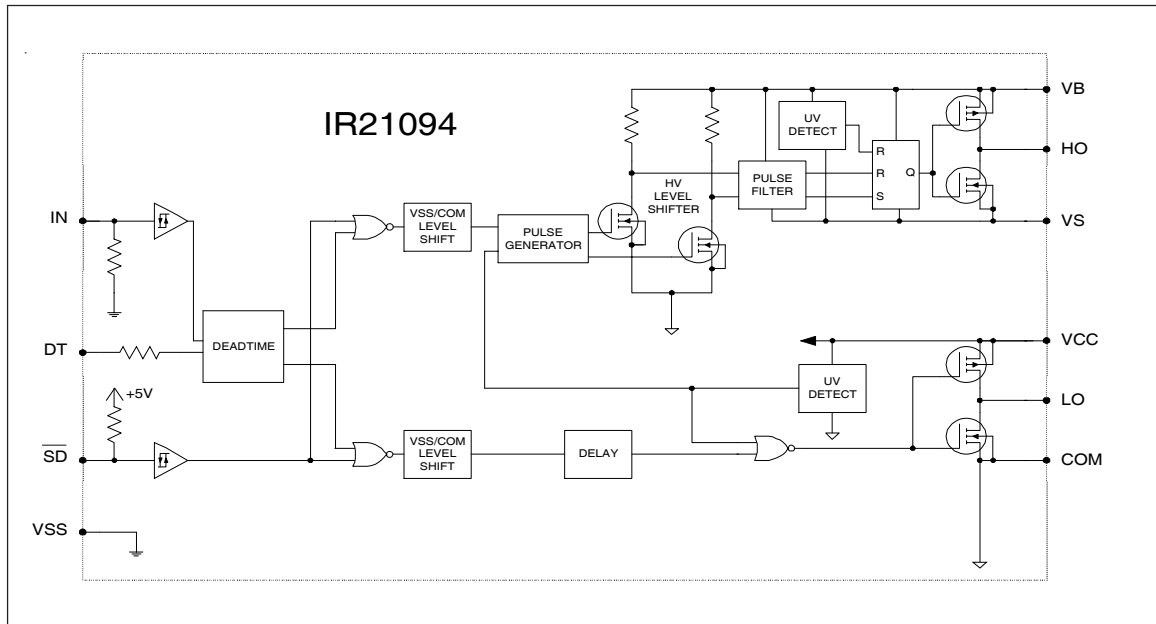 IR21094
VB
UV
DETECT
HO
R
R
Q
S
PULSE
FILTER
HV
LEVEL
SHIFTER
VS
IN
VSS/COM
LEVEL
SHIFT
PULSE
GENERATOR
DEADTIME
DT
VCC
UV
DETECT
LO
+5V
SD
VSS/COM
LEVEL
SHIFT
DELAY
COM
VSS